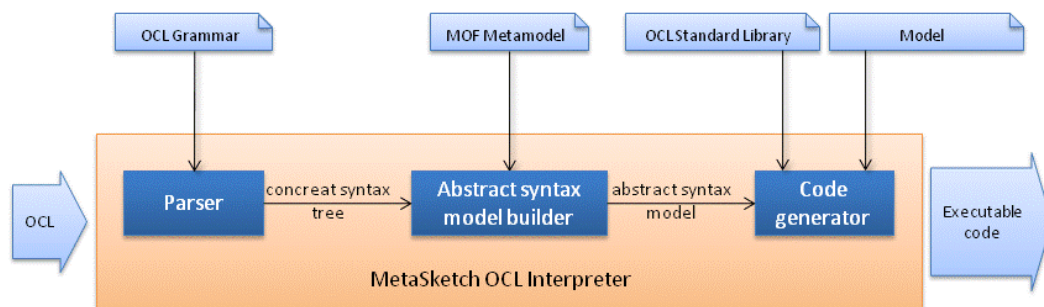 OCL Grammar
MOF Metamodel
OCL Standard Library
Model
OCL
Parser
concreat syntax
tree
Abstract syntax
model builder
abstract syntax
model
Code
generator
Executable
code
MetaSketch OCL Interpreter